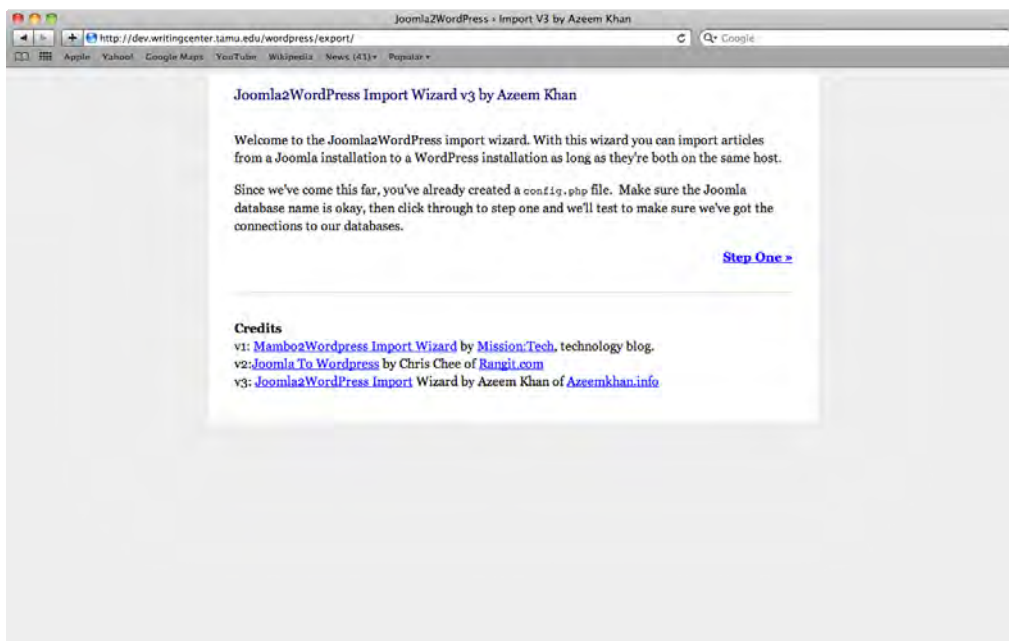 Joomla2WordPress › Import V3 by Azeem Khan
http://dev.writingcenter.tamu.edu/wordpress/export/
Google
Apple Yahoo! Google Maps YouTube Wikipedia News (41) Popular
Joomla2WordPress Import Wizard v3 by Azeem Khan
Welcome to the Joomla2WordPress import wizard. With this wizard you can import articles
from a Joomla installation to a WordPress installation as long as they're both on the same host.
Since we've come this far, you've already created a config.php file. Make sure the Joomla
database name is okay, then click through to step one and we'll test to make sure we've got the
connections to our databases.
Step One »
Credits
v1: Mambo2Wordpress Import Wizard by Mission:Tech, technology blog.
v2:Joomla To Wordpress by Chris Chee of Rangit.com
v3: Joomla2WordPress Import Wizard by Azeem Khan of Azeemkhan.info